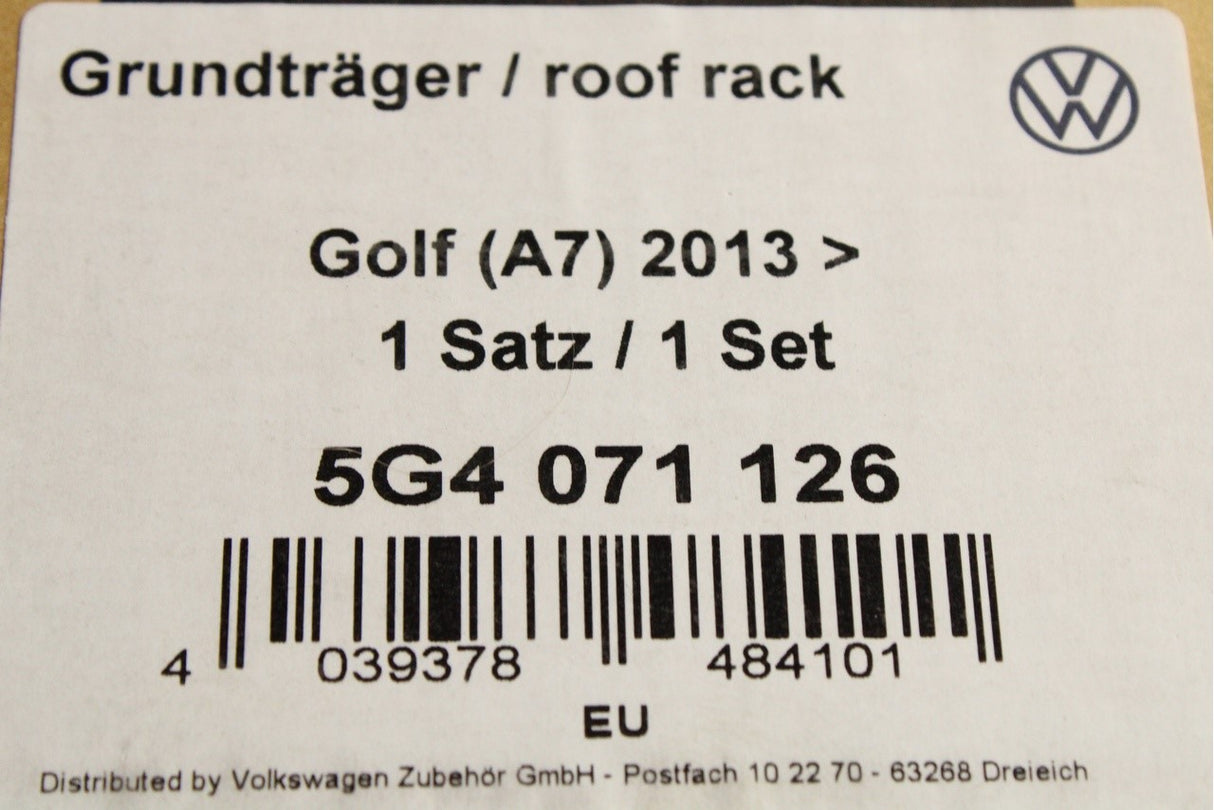 Grundträger / roof rack
Golf (A7) 2013 >
1 Satz / 1 Set
5G4 071 126
4 039378 484101
EU
Distributed by Volkswagen Zubehör GmbH - Postfach 10 22 70 - 63268 Dreieich